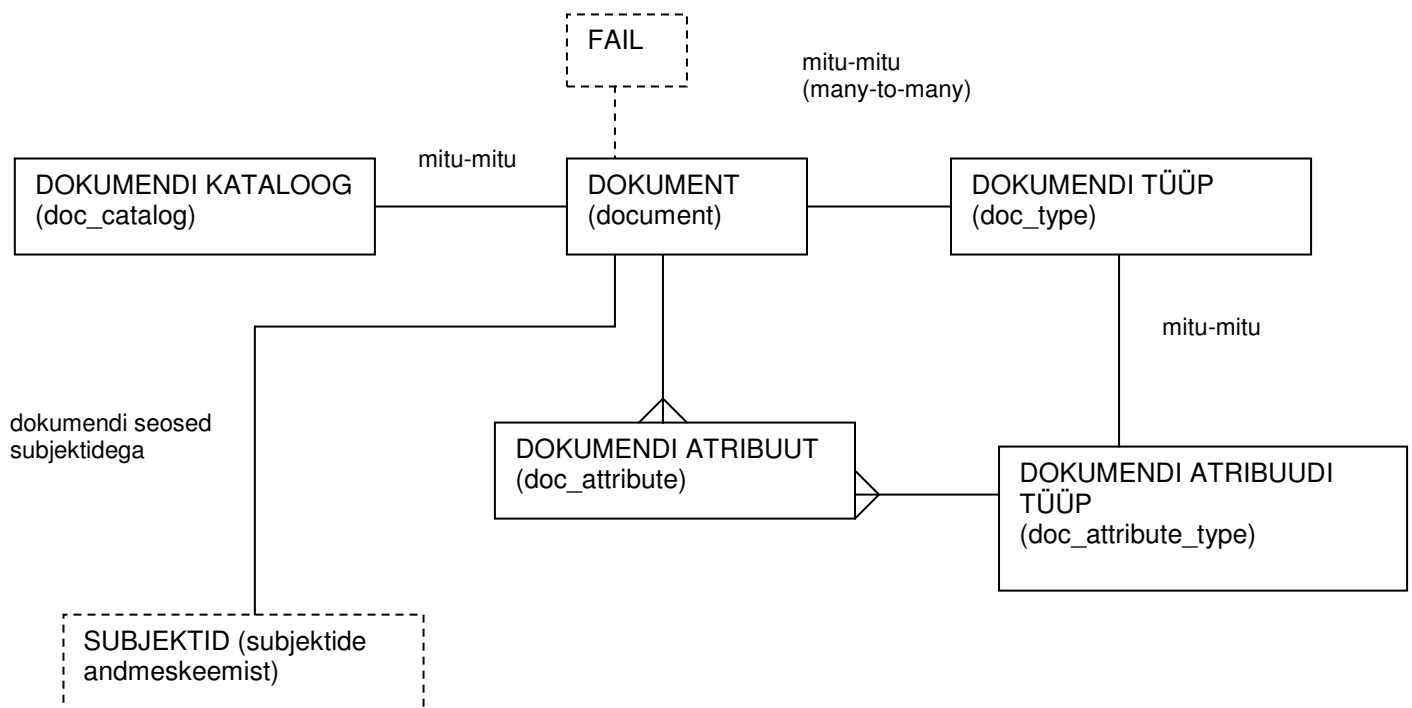 FAIL
mitu-mitu
(many-to-many)
mitu-mitu
DOKUMENDI KATALOOG
(doc_catalog)
DOKUMENT
(document)
DOKUMENDI TÜÜP
(doc_type)
mitu-mitu
dokumendi seosed
subjektidega
DOKUMENDI ATRIBUUT
(doc_attribute)
DOKUMENDI ATRIBUUDI
TÜÜP
(doc_attribute_type)
SUBJEKTID (subjektide
andmeskeemist)